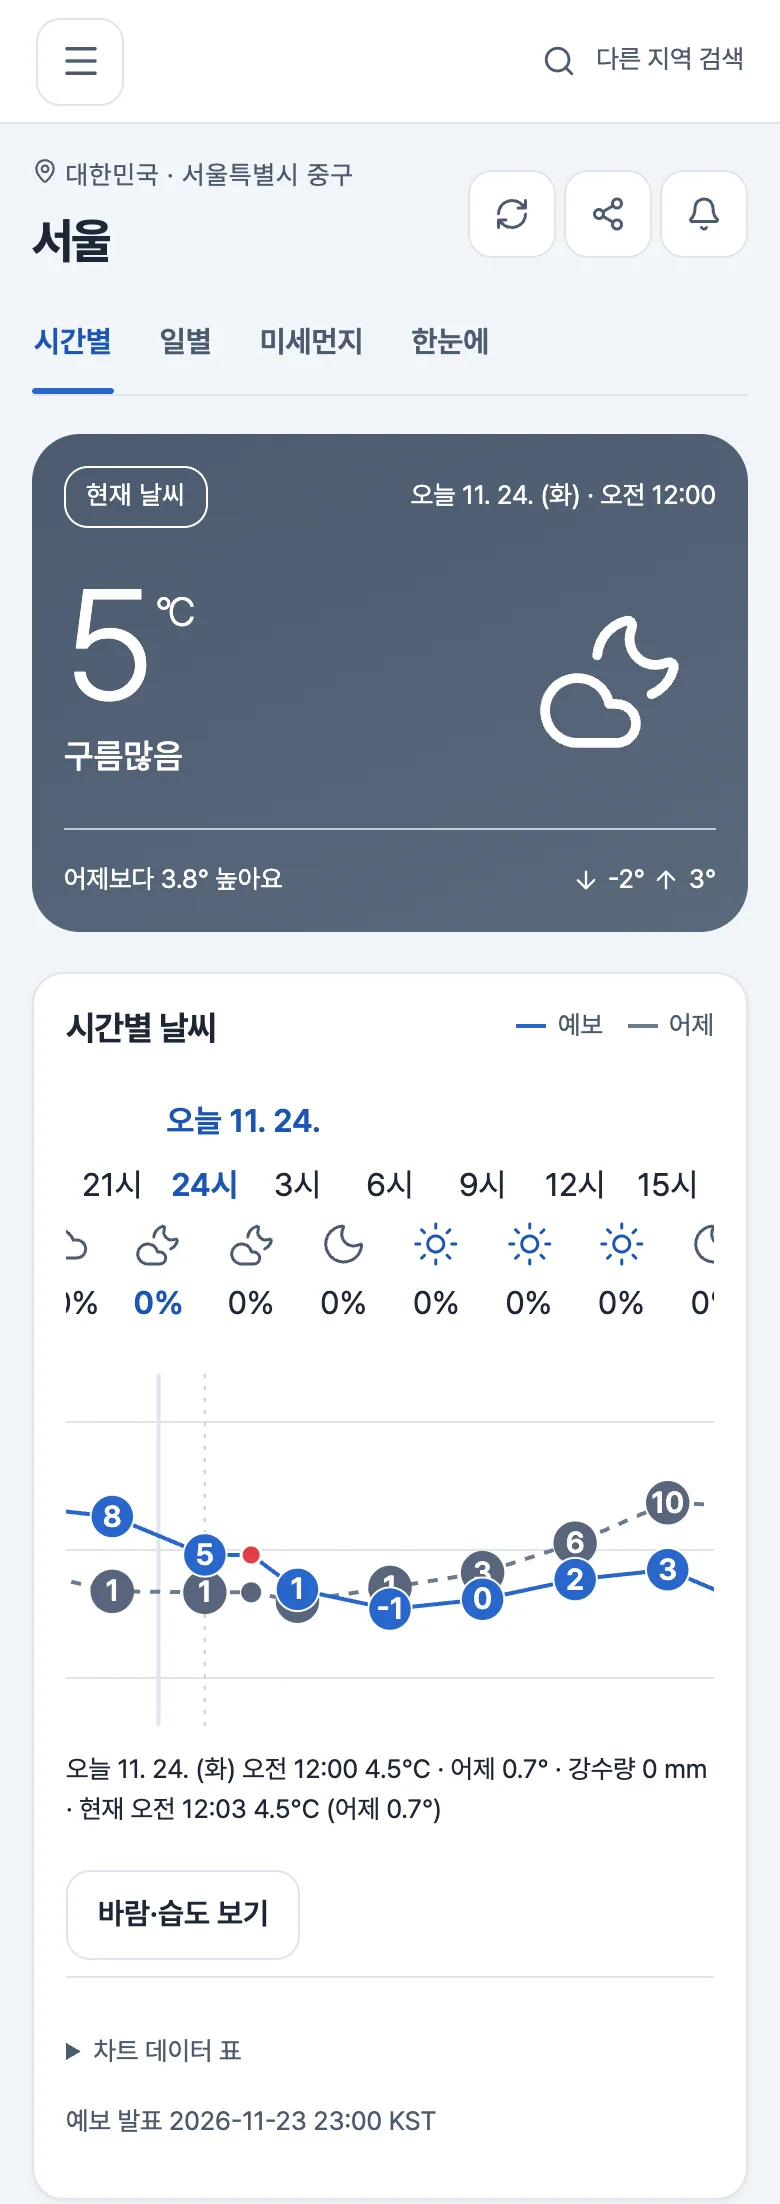 다른 지역 검색
대한민국 · 서울특별시 중구
서울
시간별 일별 미세먼지 한눈에
현재 날씨 오늘 11. 24. (화) · 오전 12:00
5℃
구름많음
어제보다 3.8° 높아요 ↓ -2° ↑ 3°
시간별 날씨 예보 어제
오늘 11. 24.
21시 24시 3시 6시 9시 12시 15시
0% 0% 0% 0% 0% 0%
10
8 6
5 3 3
1 1 1 1 2
-1 0
오늘 11. 24. (화) 오전 12:00 4.5°C · 어제 0.7° · 강수량 0 mm
· 현재 오전 12:03 4.5°C (어제 0.7°)
바람·습도 보기
▶ 차트 데이터 표
예보 발표 2026-11-23 23:00 KST